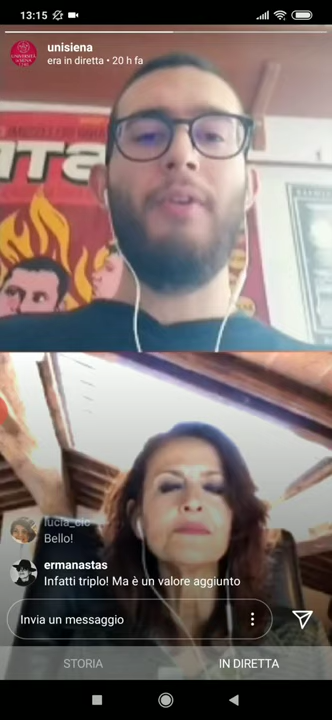 13:15
unisiena
era in diretta • 20 h fa
lucia_cic
Bello!
ermanastas
Infatti triplo! Ma è un valore aggiunto
Invia un messaggio
STORIA
IN DIRETTA